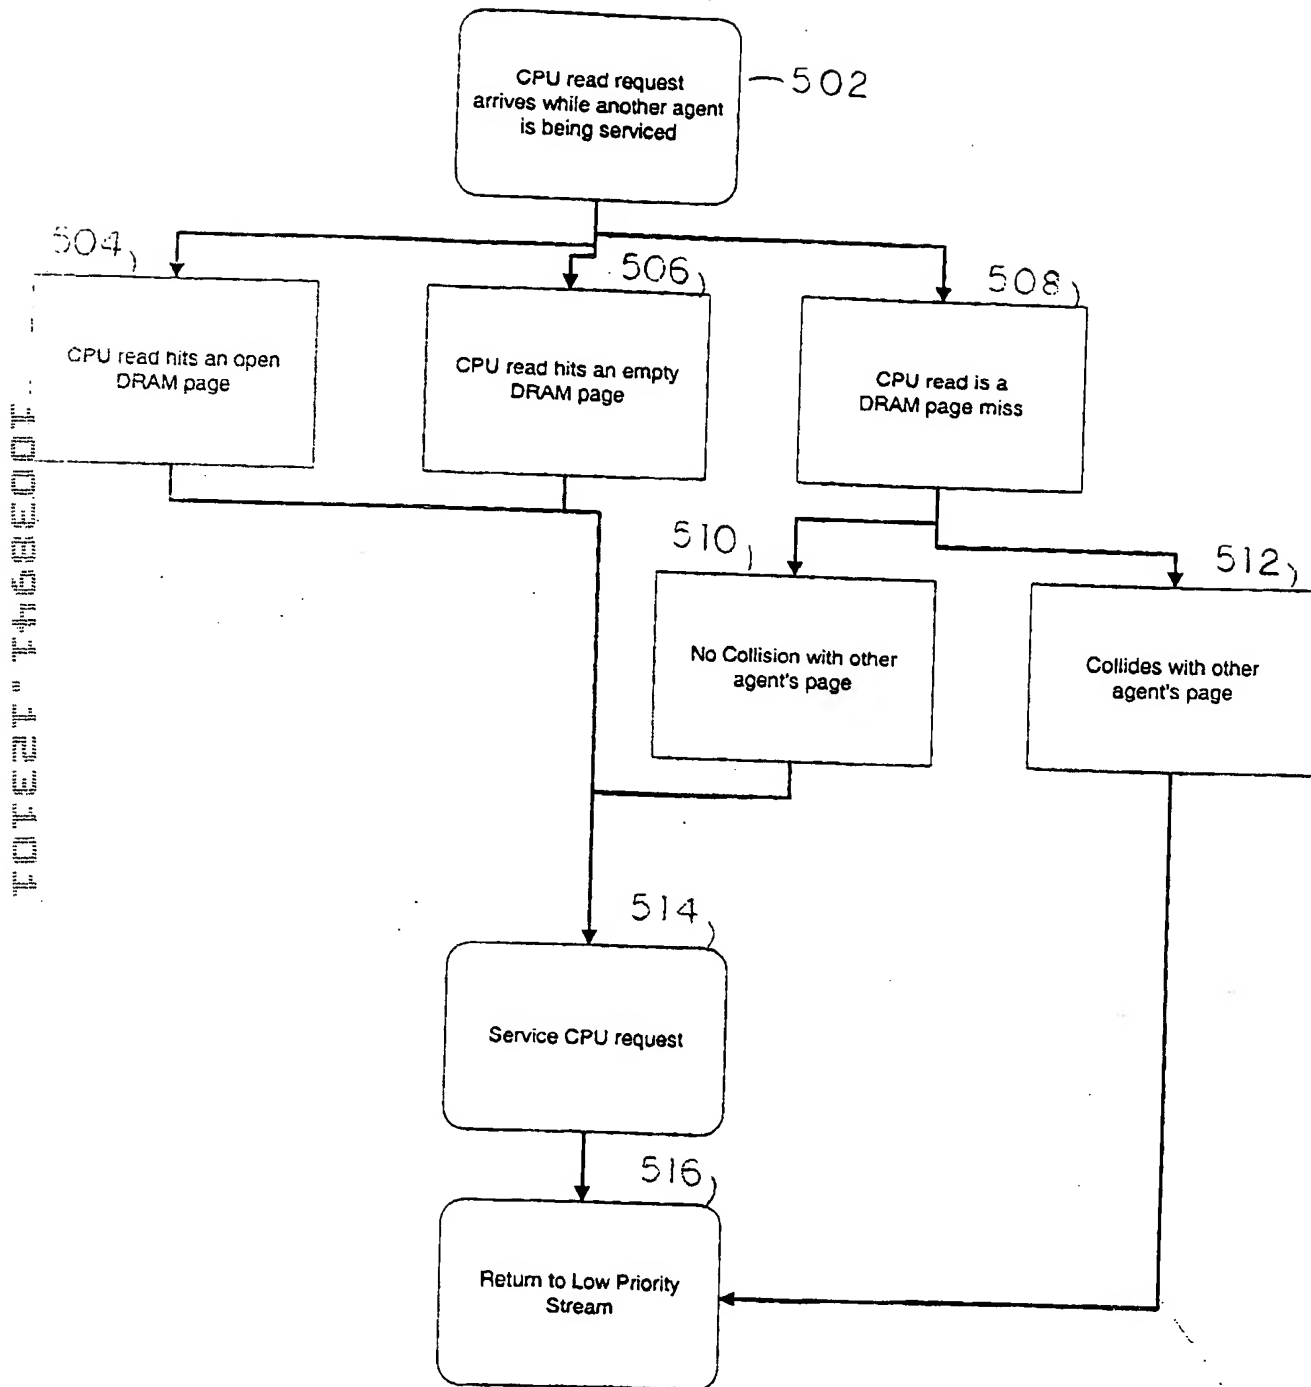 CPU read request
arrives while another agent
is being serviced
502
504
506
508
CPU read hits an open
DRAM page
CPU read hits an empty
DRAM page
CPU read is a
DRAM page miss
510
512
No Collision with other
agent's page
Collides with other
agent's page
514
Service CPU request
516
Return to Low Priority
Stream
10038941.123101